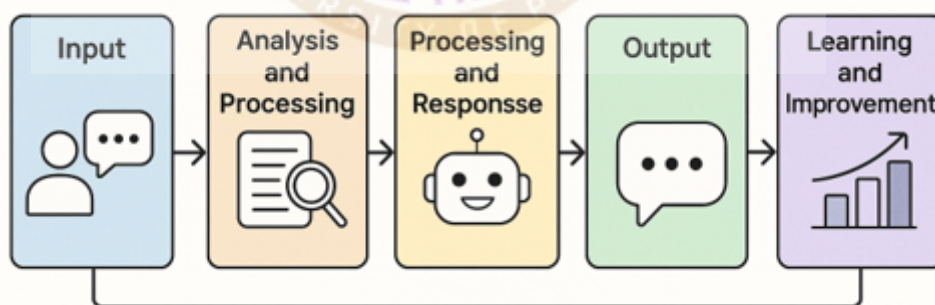 Input
Analysis
and
Processing
Processing
and
Responsse
Output
Learning
and
Improvement